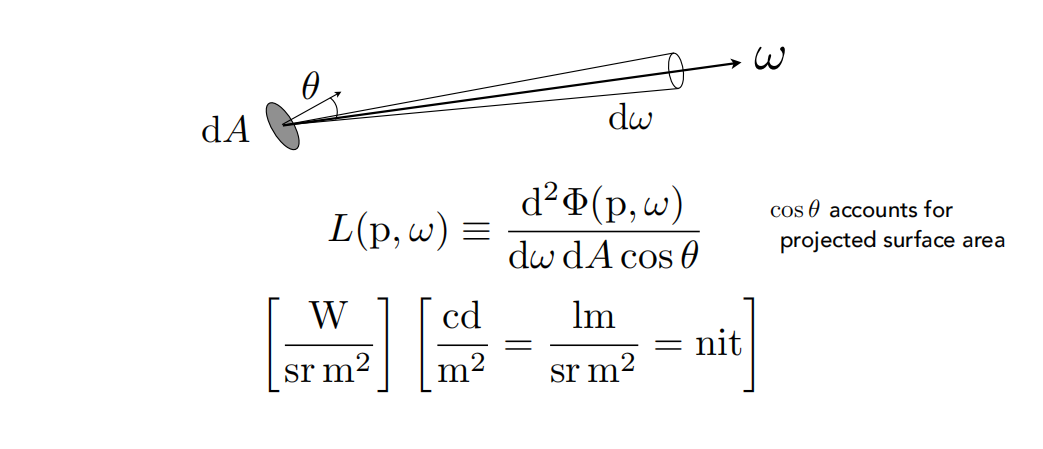 θ
ω
dA
dω
L(p, ω) ≡ d²Φ(p, ω) / dω dA cos θ
cos θ accounts for
projected surface area
[W / sr m²] [cd / m² = lm / sr m² = nit]